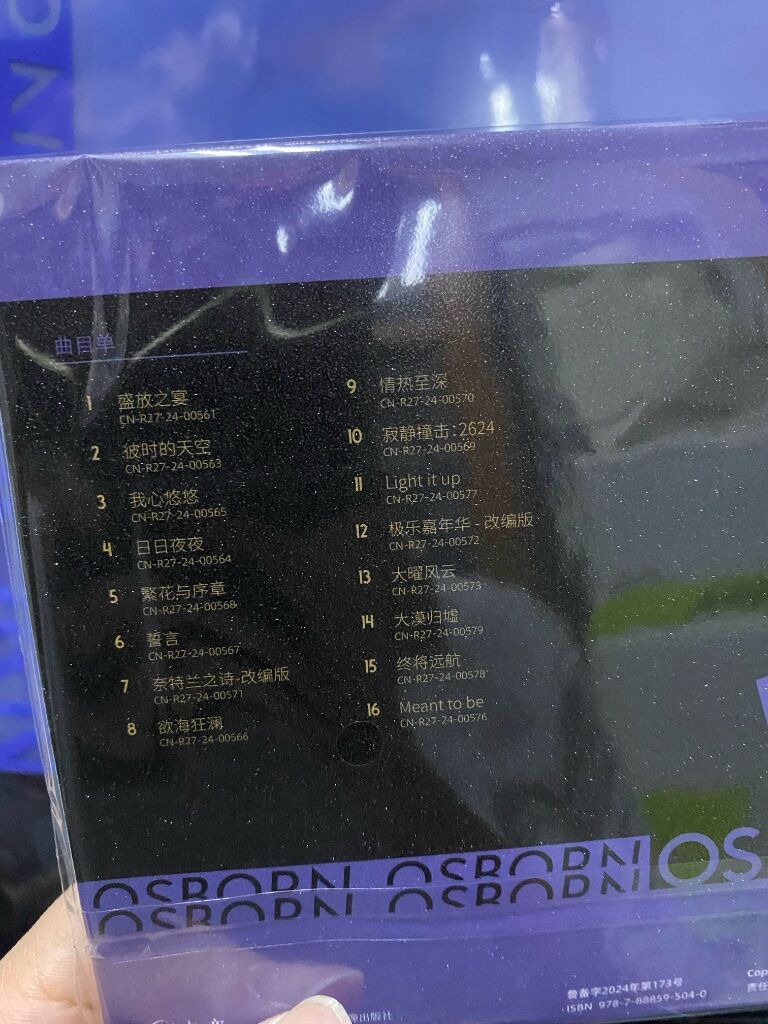 曲目单
1 盛放之宴
CN-R27-24-00561
2 彼时的天空
CN-R27-24-00563
3 我心悠悠
CN-R27-24-00565
4 日日夜夜
CN-R27-24-00564
5 繁花与序章
CN-R27-24-00568
6 誓言
CN-R27-24-00567
7 奈特兰之诗-改编版
CN-R27-24-00571
8 欲海狂澜
CN-R27-24-00566
9 情热至深
CN-R27-24-00570
10 寂静撞击:2624
CN-R27-24-00569
11 Light it up
CN-R27-24-00577
12 极乐嘉年华 - 改编版
CN-R27-24-00572
13 大曜风云
CN-R27-24-00573
14 大漠归墟
CN-R27-24-00579
15 终将远航
CN-R27-24-00578
16 Meant to be
CN-R27-24-00576
OSBORN OSBORN OS
OSBORN OSBORN
鲁备字2024年第173号
ISBN 978-7-88859-504-0
Cop
责任
像出版社